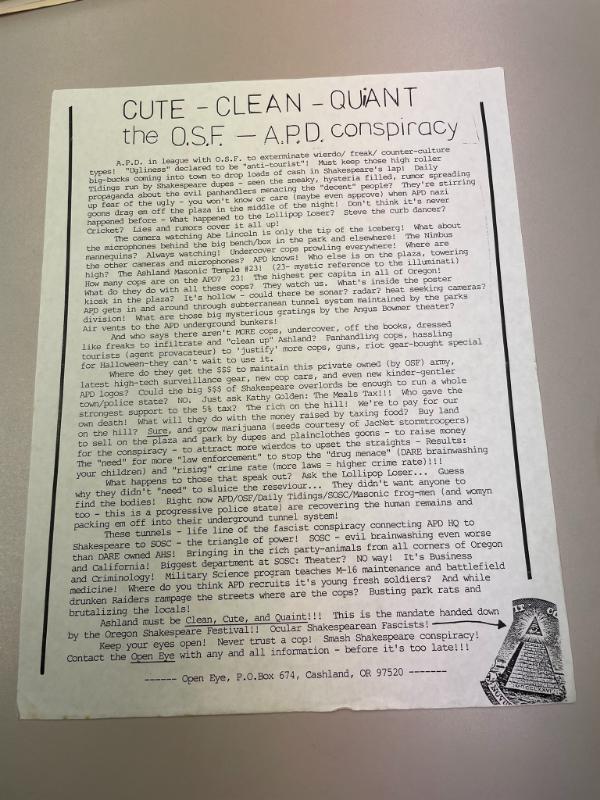 CUTE - CLEAN - QUiANT
the O.S.F. - A.P.D. conspiracy
A.P.D. in league with O.S.F. to exterminate wierdo/ freak/ counter-culture
types! "Ugliness" declared to be "anti-tourist"! Must keep those high roller
big-bucks coming into town to drop loads of cash in Shakespeare's lap! Daily
Tidings run by Shakespeare dupes - seen the sneaky, hysteria filled, rumor spreading
propaganda about the evil panhandlers menacing the "decent" people? They're stirring
up fear of the ugly - you won't know or care (maybe even approve) when APD nazi
goons drag em off the plaza in the middle of the night! Don't think it's never
happened before - What happened to the Lollipop Loser? Steve the curb dancer?
Cricket? Lies and rumors cover it all up!
The camera watching Abe Lincoln is only the tip of the iceberg! What about
the microphones behind the big bench/box in the park and elsewhere! The Nimbus
mannequins? Always watching! Undercover cops prowling everywhere! Where are
the other cameras and microphones? APD knows! Who else is on the plaza, towering
high? The Ashland Masonic Temple #23! (23- mystic reference to the illuminati)
How many cops are on the APD? 23! The highest per capita in all of Oregon!
What do they do with all these cops? They watch us. What's inside the poster
kiosk in the plaza? It's hollow - could there be sonar? radar? heat seeking cameras?
APD gets in and around through subterranean tunnel system maintained by the parks
division! What are those big mysterious gratings by the Angus Bowmer theater?
Air vents to the APD underground bunkers!
And who says there aren't MORE cops, undercover, off the books, dressed
like freaks to infiltrate and "clean up" Ashland? Panhandling cops, hassling
tourists (agent provacateur) to 'justify' more cops, guns, riot gear-bought special
for Halloween-they can't wait to use it.
Where do they get the $$$ to maintain this private owned (by OSF) army,
latest high-tech surveillance gear, new cop cars, and even new kinder-gentler
APD logos? Could the big $$$ of Shakespeare overlords be enough to run a whole
town/police state? NO. Just ask Kathy Golden: The Meals Tax!!! Who gave the
strongest support to the 5% tax? The rich on the hill! We're to pay for our
own death! What will they do with the money raised by taxing food? Buy land
on the hill? Sure, and grow marijuana (seeds courtesy of JacNet stormtroopers)
to sell on the plaza and park by dupes and plainclothes goons - to raise money
for the conspiracy - to attract more wierdos to upset the straights - Results:
The "need" for more "law enforcement" to stop the "drug menace" (DARE brainwashing
your children) and "rising" crime rate (more laws = higher crime rate)!!!
What happens to those that speak out? Ask the Lollipop Loser... Guess
why they didn't "need" to sluice the reseviour... They didn't want anyone to
find the bodies! Right now APD/OSF/Daily Tidings/SOSC/Masonic frog-men (and womyn
too - this is a progressive police state) are recovering the human remains and
packing em off into their underground tunnel system!
These tunnels - life line of the fascist conspiracy connecting APD HQ to
Shakespeare to SOSC - the triangle of power! SOSC - evil brainwashing even worse
than DARE owned AHS! Bringing in the rich party-animals from all corners of Oregon
and California! Biggest department at SOSC: Theater? NO way! It's Business
and Criminology! Military Science program teaches M-16 maintenance and battlefield
medicine! Where do you think APD recruits it's young fresh soldiers? And while
drunken Raiders rampage the streets where are the cops? Busting park rats and
brutalizing the locals!
Ashland must be Clean, Cute, and Quaint!!! This is the mandate handed down
by the Oregon Shakespeare Festival!! Ocular Shakespearean Fascists!
Keep your eyes open! Never trust a cop! Smash Shakespeare conspiracy!
Contact the Open Eye with any and all information - before it's too late!!!
------ Open Eye, P.O.Box 674, Cashland, OR 97520 -------